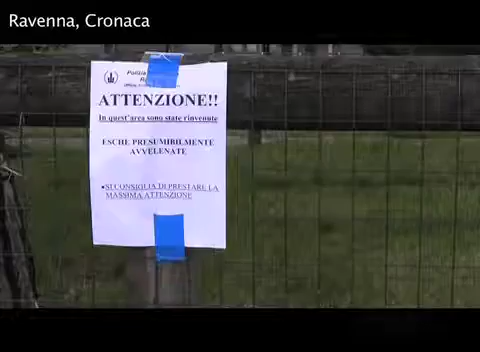 Ravenna, Cronaca
Polizia
ATTENZIONE!!
In quest'area sono state rinvenute
ESCHE PRESUMIBILMENTE
AVVELENATE
•SI CONSIGLIA DI PRESTARE LA
MASSIMA ATTENZIONE